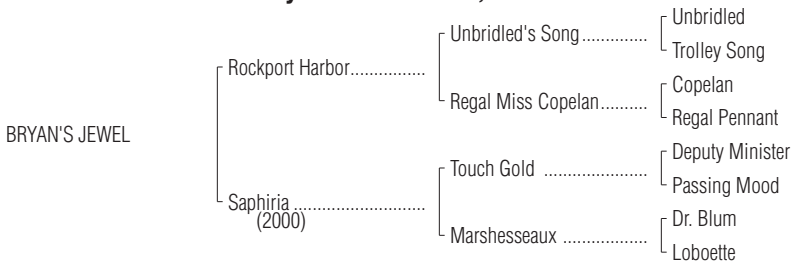 Unbridled
Unbridled's Song..............
Trolley Song
Rockport Harbor................
Copelan
Regal Miss Copelan..........
Regal Pennant
BRYAN'S JEWEL
Deputy Minister
Touch Gold ......................
Passing Mood
Saphiria ............................
(2000)
Dr. Blum
Marshesseaux ..................
Loboette